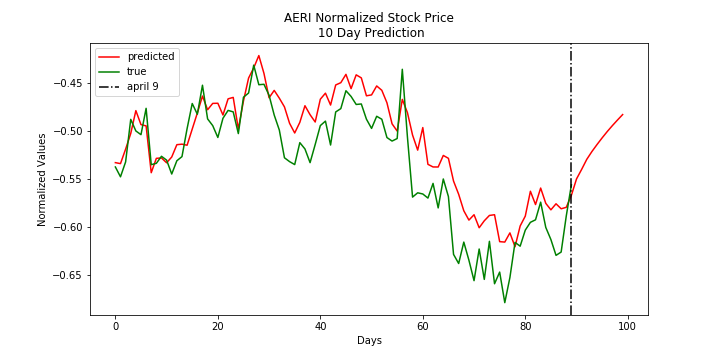 AERI Normalized Stock Price
10 Day Prediction
predicted
true
april 9
Normalized Values
−0.45
−0.50
−0.55
−0.60
−0.65
0
20
40
60
80
100
Days